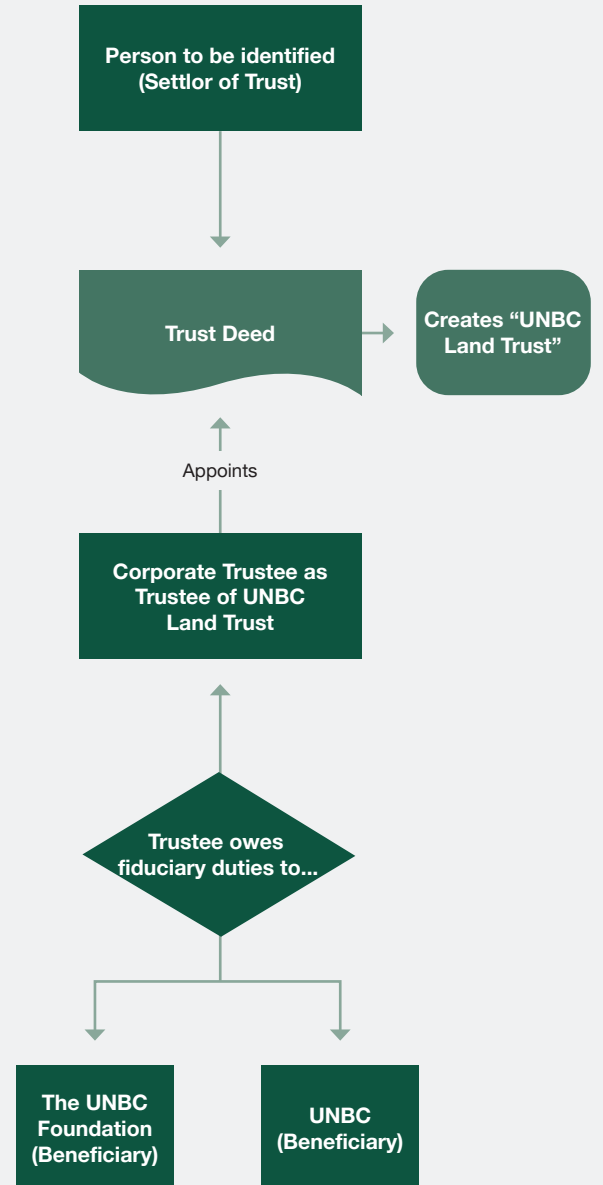 Person to be identified
(Settlor of Trust)
Trust Deed
Creates “UNBC
Land Trust”
Appoints
Corporate Trustee as
Trustee of UNBC
Land Trust
Trustee owes
fiduciary duties to...
The UNBC
Foundation
(Beneficiary)
UNBC
(Beneficiary)